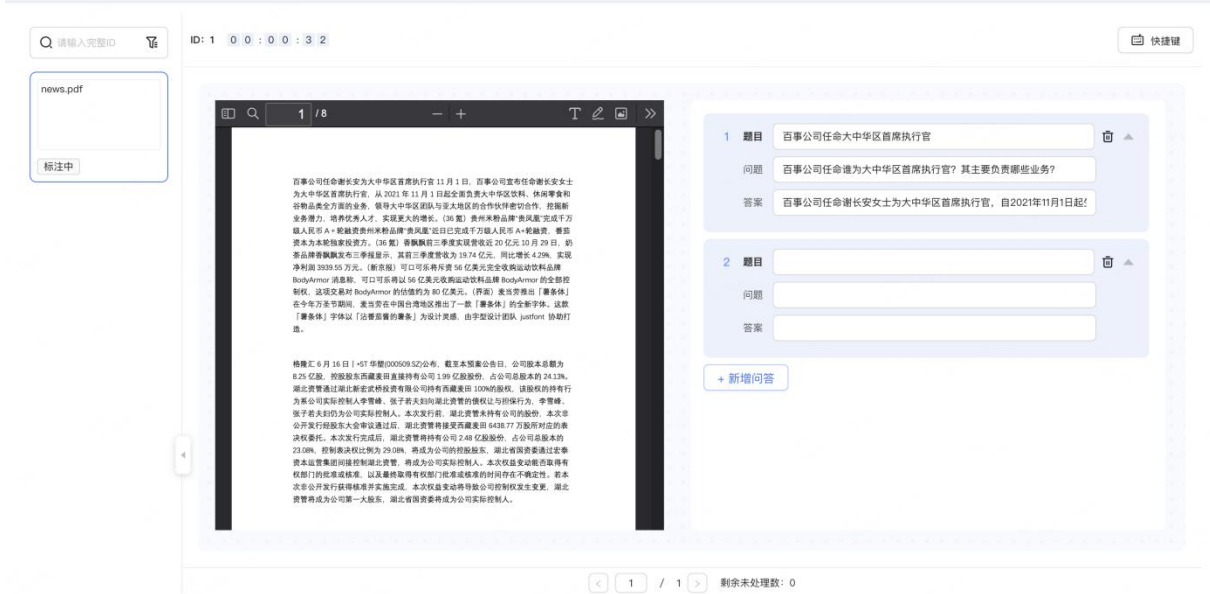 请输入完整ID
ID: 1 00:00:32
快捷键
news.pdf
标注中
1 /8
百事公司任命谢长安为大中华区首席执行官 11 月 1 日，百事公司宣布任命谢长安女士
为大中华区首席执行官，从 2021 年 11 月 1 日起全面负责大中华区饮料、休闲零食和
谷物品类全方面的业务，领导大中华区团队与亚太地区的合作伙伴密切合作，挖掘新
业务潜力，培养优秀人才，实现更大的增长。（36 氪）贵州米粉品牌“贵凤凰”完成千万
级人民币 A + 轮融资贵州米粉品牌“贵凤凰”近日已完成千万级人民币 A+轮融资，番茄
资本为本轮独家投资方。（36 氪）香飘飘前三季度实现营收近 20 亿元 10 月 29 日，奶
茶品牌香飘飘发布三季报显示，其前三季度营收为 19.74 亿元，同比增长 4.29%，实现
净利润 3939.55 万元。（新京报）可口可乐将斥资 56 亿美元完全收购运动饮料品牌
BodyArmor 消息称，可口可乐将以 56 亿美元收购运动饮料品牌 BodyArmor 的全部控
制权，这项交易对 BodyArmor 的估值约为 80 亿美元。（界面）麦当劳推出「薯条体」
在今年万圣节期间，麦当劳在中国台湾地区推出了一款「薯条体」的全新字体。这款
「薯条体」字体以「沾番茄酱的薯条」为设计灵感，由字型设计团队 justfont 协助打
造。
格隆汇 6 月 16 日丨*ST 华塑(000509.SZ)公布，截至本预案公告日，公司股本总额为
8.25 亿股，控股股东西藏麦田直接持有公司 1.99 亿股股份，占公司总股本的 24.13%。
湖北资管通过湖北新宏武桥投资有限公司持有西藏麦田 100%的股权，该股权的持有行
为系公司实际控制人李雪峰、张子若夫妇向湖北资管的债权让与担保行为，李雪峰、
张子若夫妇仍为公司实际控制人。本次发行前，湖北资管未持有公司的股份，本次非
公开发行经股东大会审议通过后，湖北资管将接受西藏麦田 6438.77 万股所对应的表
决权委托。本次发行完成后，湖北资管将持有公司 2.48 亿股股份，占公司总股本的
23.08%，控制表决权比例为 29.08%，将成为公司的控股股东，湖北省国资委通过宏泰
资本运营集团间接控制湖北资管，将成为公司实际控制人。本次权益变动能否取得有
权部门的批准或核准，以及最终取得有权部门批准或核准的时间存在不确定性。若本
次非公开发行获得核准并实施完成，本次权益变动将导致公司控制权发生变更，湖北
资管将成为公司第一大股东，湖北省国资委将成为公司实际控制人。
1 题目 百事公司任命大中华区首席执行官
问题 百事公司任命谁为大中华区首席执行官？其主要负责哪些业务？
答案 百事公司任命谢长安女士为大中华区首席执行官，自2021年11月1日起
2 题目
问题
答案
+ 新增问答
1 / 1 剩余未处理数：0